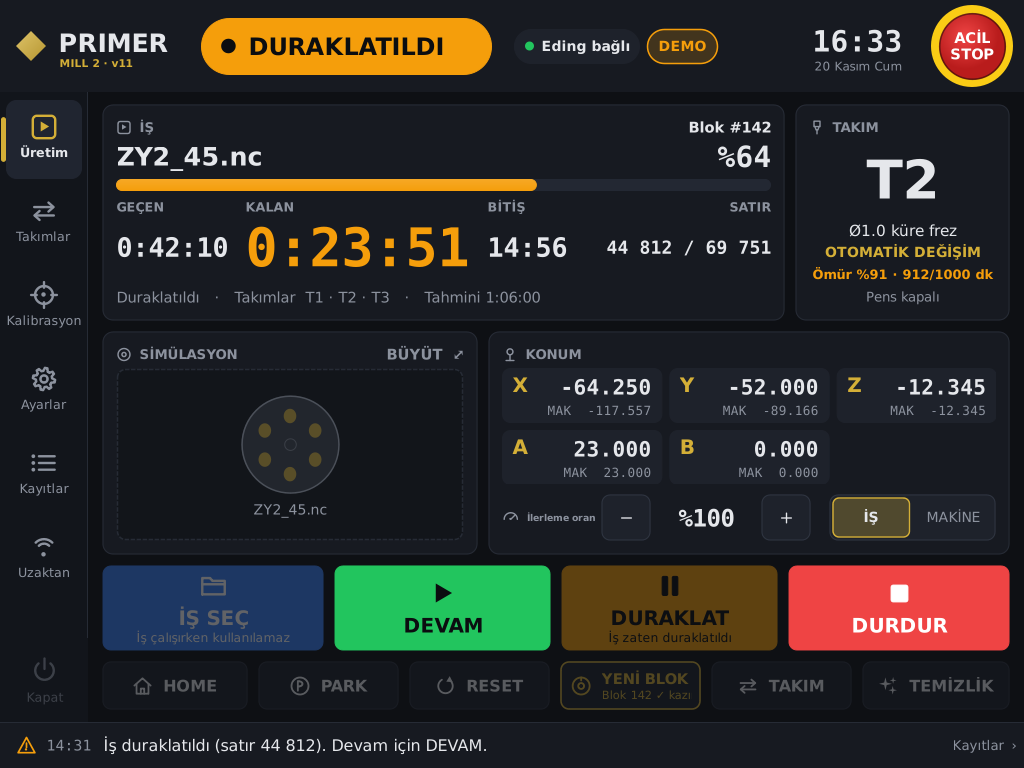 PRIMER
MILL 2 · v11
DURAKLATILDI
Eding bağlı
DEMO
16:33
20 Kasım Cum
ACİL
STOP
Üretim
Takımlar
Kalibrasyon
Ayarlar
Kayıtlar
Uzaktan
Kapat
İŞ
Blok #142
ZY2_45.nc
%64
GEÇEN
KALAN
BİTİŞ
SATIR
0:42:10
0:23:51
14:56
44 812 / 69 751
Duraklatıldı · Takımlar T1 · T2 · T3 · Tahmini 1:06:00
TAKIM
T2
Ø1.0 küre frez
OTOMATİK DEĞİŞİM
Ömür %91 · 912/1000 dk
Pens kapalı
SİMÜLASYON
BÜYÜT ⤢
ZY2_45.nc
KONUM
X -64.250
MAK -117.557
Y -52.000
MAK -89.166
Z -12.345
MAK -12.345
A 23.000
MAK 23.000
B 0.000
MAK 0.000
İlerleme oran
−
%100
+
İŞ
MAKİNE
İŞ SEÇ
İş çalışırken kullanılamaz
DEVAM
DURAKLAT
İş zaten duraklatıldı
DURDUR
HOME
PARK
RESET
YENİ BLOK
Blok 142 ✓ kazı
TAKIM
TEMİZLİK
14:31 İş duraklatıldı (satır 44 812). Devam için DEVAM.
Kayıtlar ›